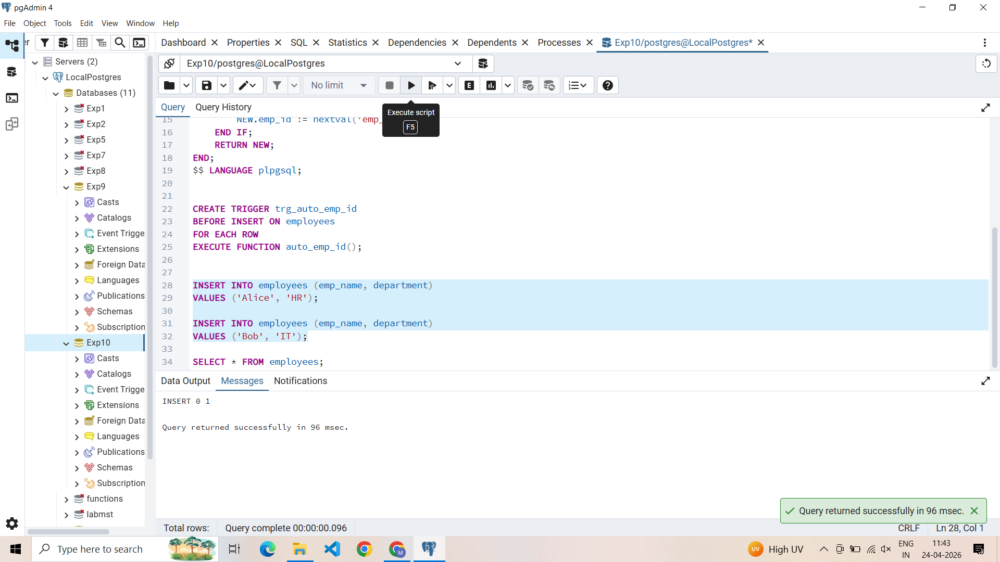 pgAdmin 4
File Object Tools Edit View Window Help
Dashboard Properties SQL Statistics Dependencies Dependents Processes Exp10/postgres@LocalPostgres*
Servers (2)
LocalPostgres
Databases (11)
Exp1
Exp2
Exp5
Exp7
Exp8
Exp9
Casts
Catalogs
Event Trigge
Extensions
Foreign Data
Languages
Publications
Schemas
Subscription
Exp10
Casts
Catalogs
Event Trigge
Extensions
Foreign Data
Languages
Publications
Schemas
Subscription
functions
labmst
Exp10/postgres@LocalPostgres
No limit
E
Execute script
F5
Query Query History
15 NEW.emp_id := nextval('emp_
16 END IF;
17 RETURN NEW;
18 END;
19 $$ LANGUAGE plpgsql;
20
21
22 CREATE TRIGGER trg_auto_emp_id
23 BEFORE INSERT ON employees
24 FOR EACH ROW
25 EXECUTE FUNCTION auto_emp_id();
26
27
28 INSERT INTO employees (emp_name, department)
29 VALUES ('Alice', 'HR');
30
31 INSERT INTO employees (emp_name, department)
32 VALUES ('Bob', 'IT');
33
34 SELECT * FROM employees;
Data Output Messages Notifications
INSERT 0 1
Query returned successfully in 96 msec.
Query returned successfully in 96 msec.
Total rows: Query complete 00:00:00.096 CRLF Ln 28, Col 1
Type here to search
UV High UV
ENG
IN
11:43
24-04-2026